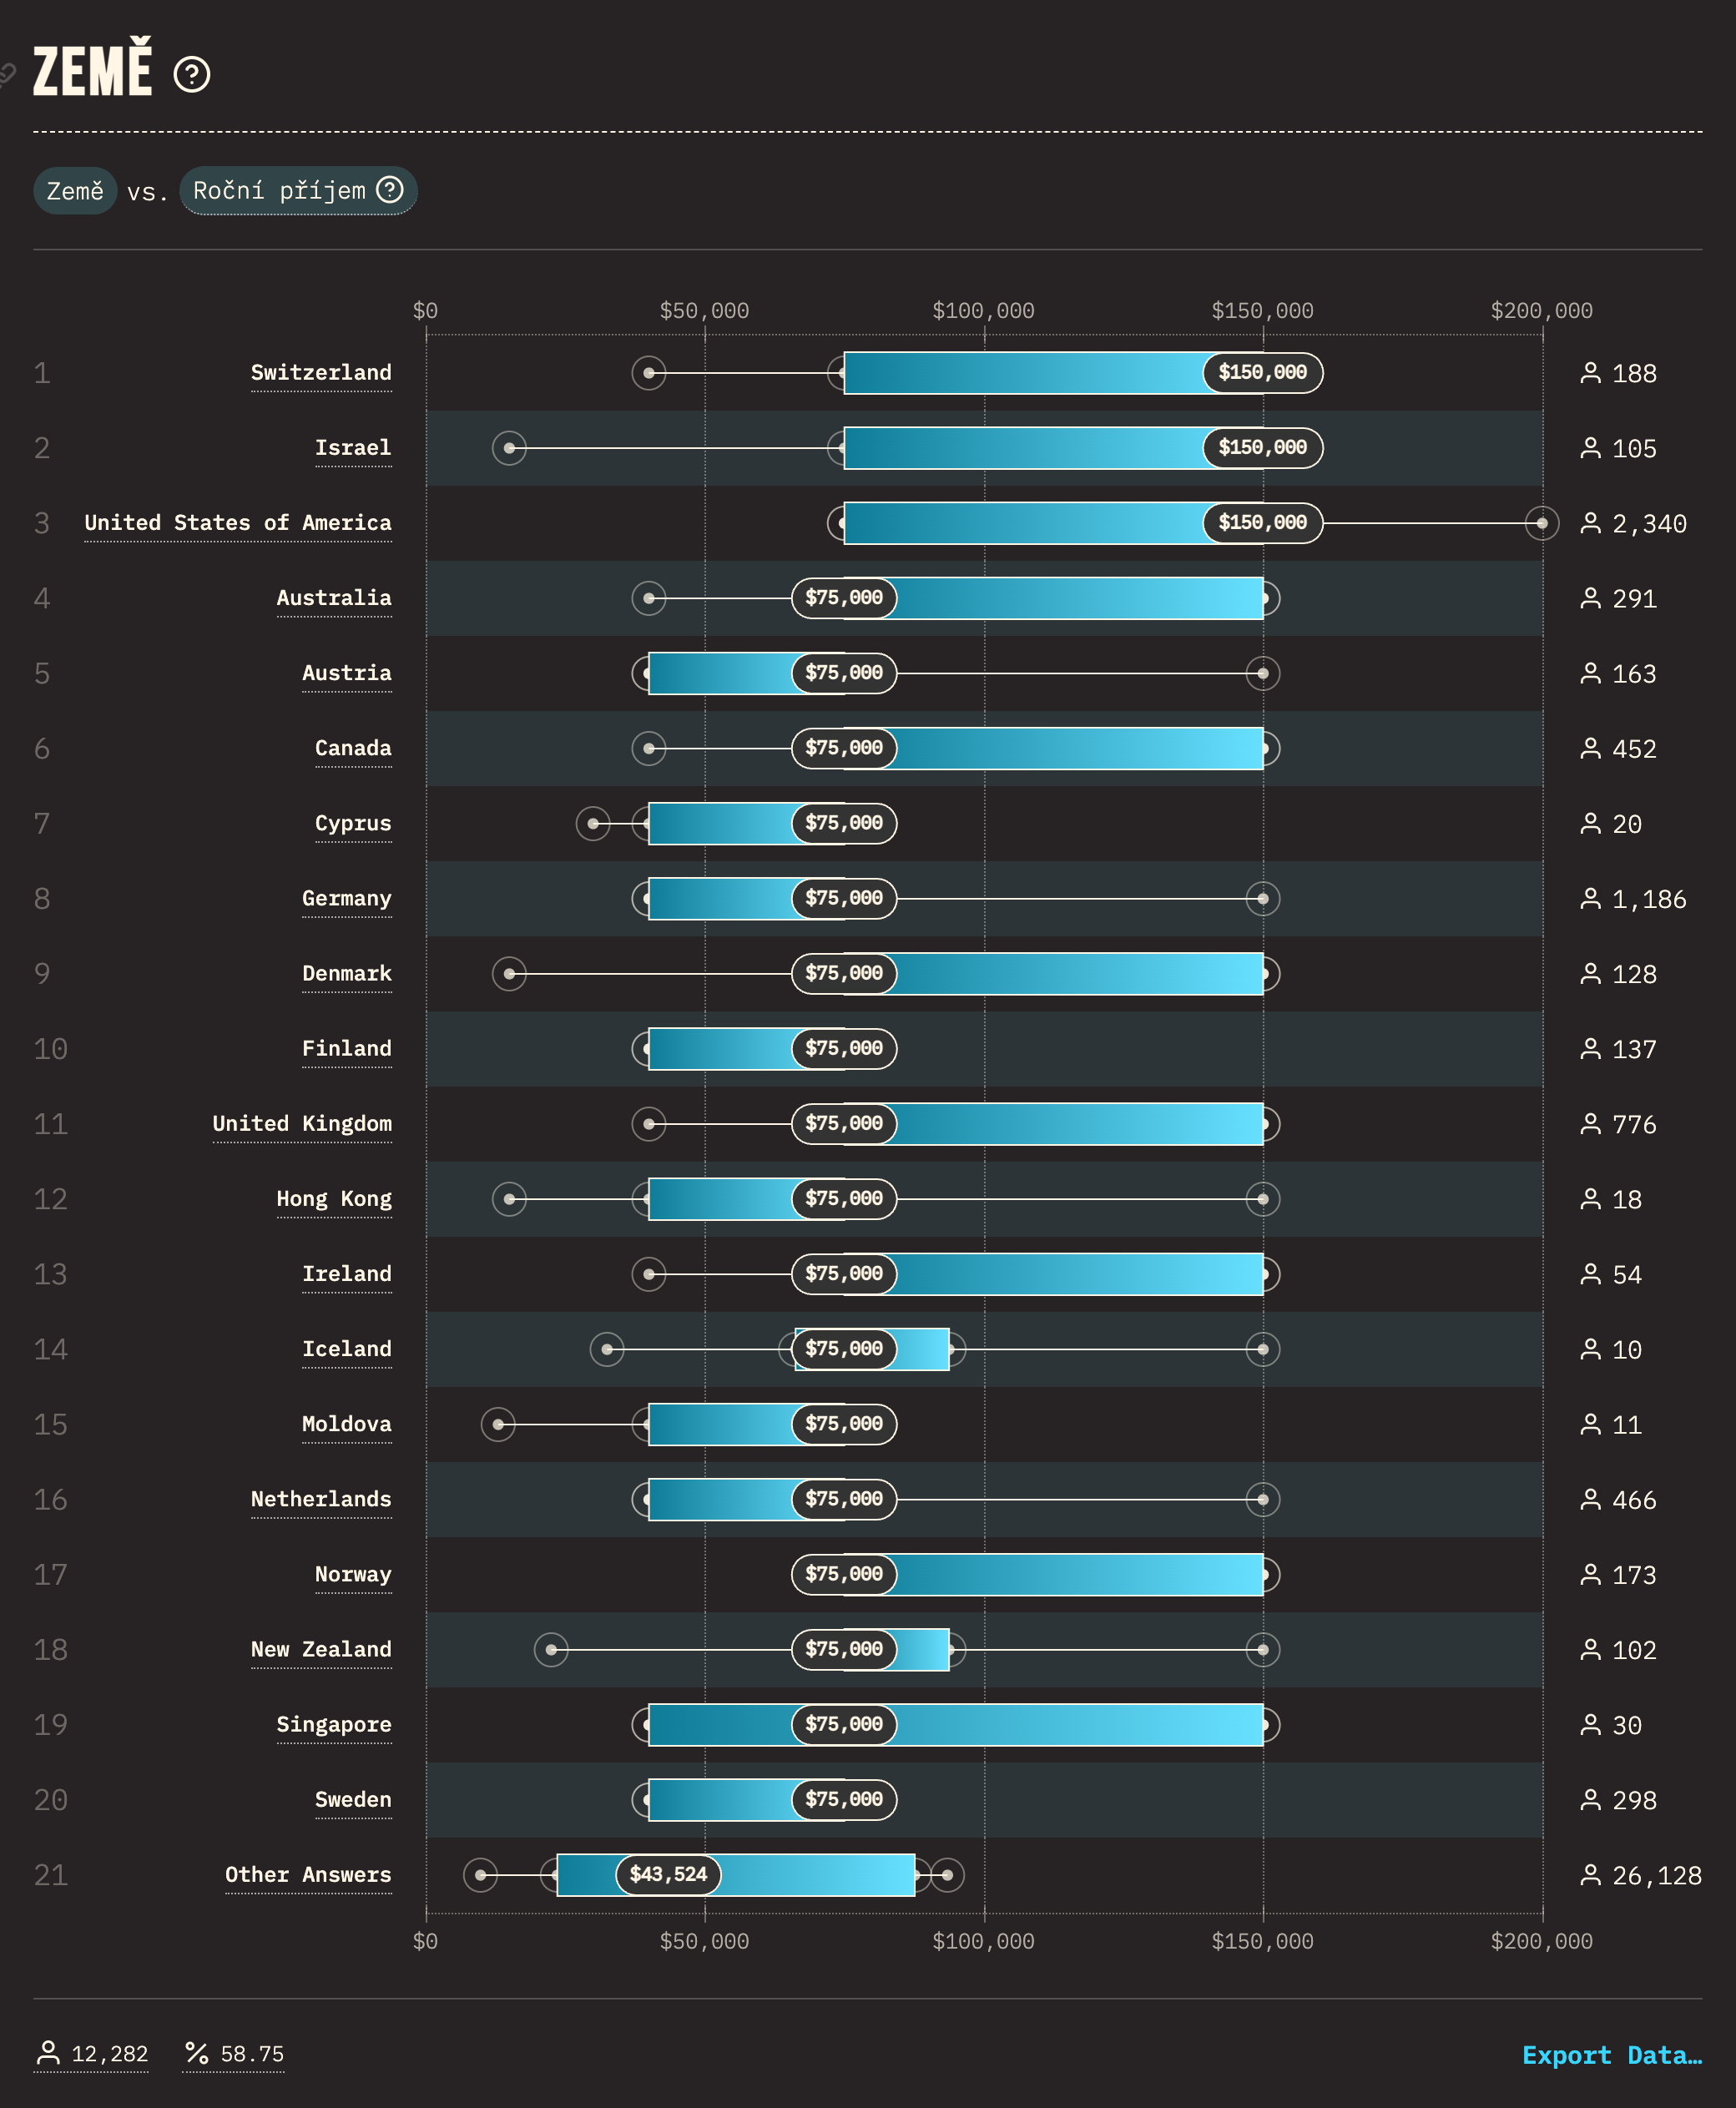 ZEMĚ
Země vs. Roční příjem
$0 $50,000 $100,000 $150,000 $200,000
1 Switzerland $150,000 188
2 Israel $150,000 105
3 United States of America $150,000 2,340
4 Australia $75,000 291
5 Austria $75,000 163
6 Canada $75,000 452
7 Cyprus $75,000 20
8 Germany $75,000 1,186
9 Denmark $75,000 128
10 Finland $75,000 137
11 United Kingdom $75,000 776
12 Hong Kong $75,000 18
13 Ireland $75,000 54
14 Iceland $75,000 10
15 Moldova $75,000 11
16 Netherlands $75,000 466
17 Norway $75,000 173
18 New Zealand $75,000 102
19 Singapore $75,000 30
20 Sweden $75,000 298
21 Other Answers $43,524 26,128
$0 $50,000 $100,000 $150,000 $200,000
12,282 % 58.75 Export Data…